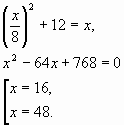 (x/8)² + 12 = x,
x² − 64x + 768 = 0
[ x = 16,
x = 48.